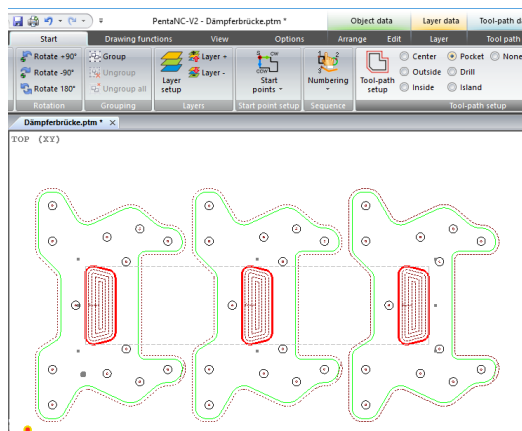 PentaNC-V2 - Dämpferbrücke.ptm *
Object data
Layer data
Tool-path d
Start
Drawing functions
View
Options
Arrange
Edit
Layer
Tool path
Rotate +90°
Rotate -90°
Rotate 180°
Rotation
Group
Ungroup
Ungroup all
Grouping
Layer setup
Layer +
Layer -
Layers
S CW
CCW
Start points
Start point setup
Numbering
Sequence
Tool-path setup
Center
Pocket
None
Outside
Drill
Inside
Island
Tool-path setup
Dämpferbrücke.ptm *
TOP (XY)